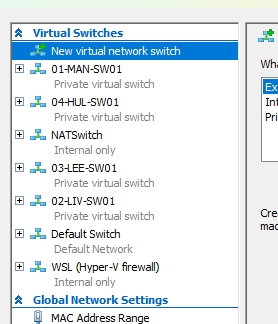 Virtual Switches
New virtual network switch
01-MAN-SW01
Private virtual switch
04-HUL-SW01
Private virtual switch
NATSwitch
Internal only
03-LEE-SW01
Private virtual switch
02-LIV-SW01
Private virtual switch
Default Switch
Default Network
WSL (Hyper-V firewall)
Internal only
Global Network Settings
MAC Address Range
Wha
Ex
Int
Pri
Cre
mac